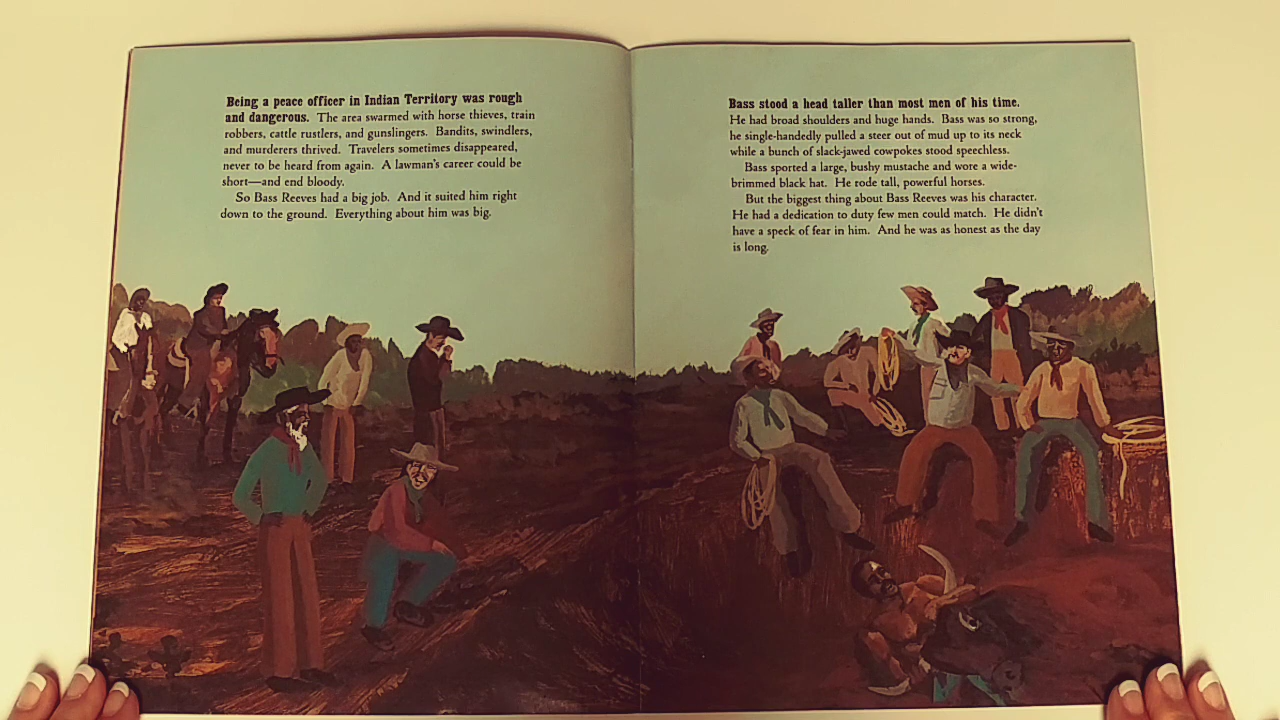 Being a peace officer in Indian Territory was rough
and dangerous. The area swarmed with horse thieves, train
robbers, cattle rustlers, and gunslingers. Bandits, swindlers,
and murderers thrived. Travelers sometimes disappeared,
never to be heard from again. A lawman's career could be
short—and end bloody.
So Bass Reeves had a big job. And it suited him right
down to the ground. Everything about him was big.
Bass stood a head taller than most men of his time.
He had broad shoulders and huge hands. Bass was so strong,
he single-handedly pulled a steer out of mud up to its neck
while a bunch of slack-jawed cowpokes stood speechless.
Bass sported a large, bushy mustache and wore a wide-
brimmed black hat. He rode tall, powerful horses.
But the biggest thing about Bass Reeves was his character.
He had a dedication to duty few men could match. He didn't
have a speck of fear in him. And he was as honest as the day
is long.